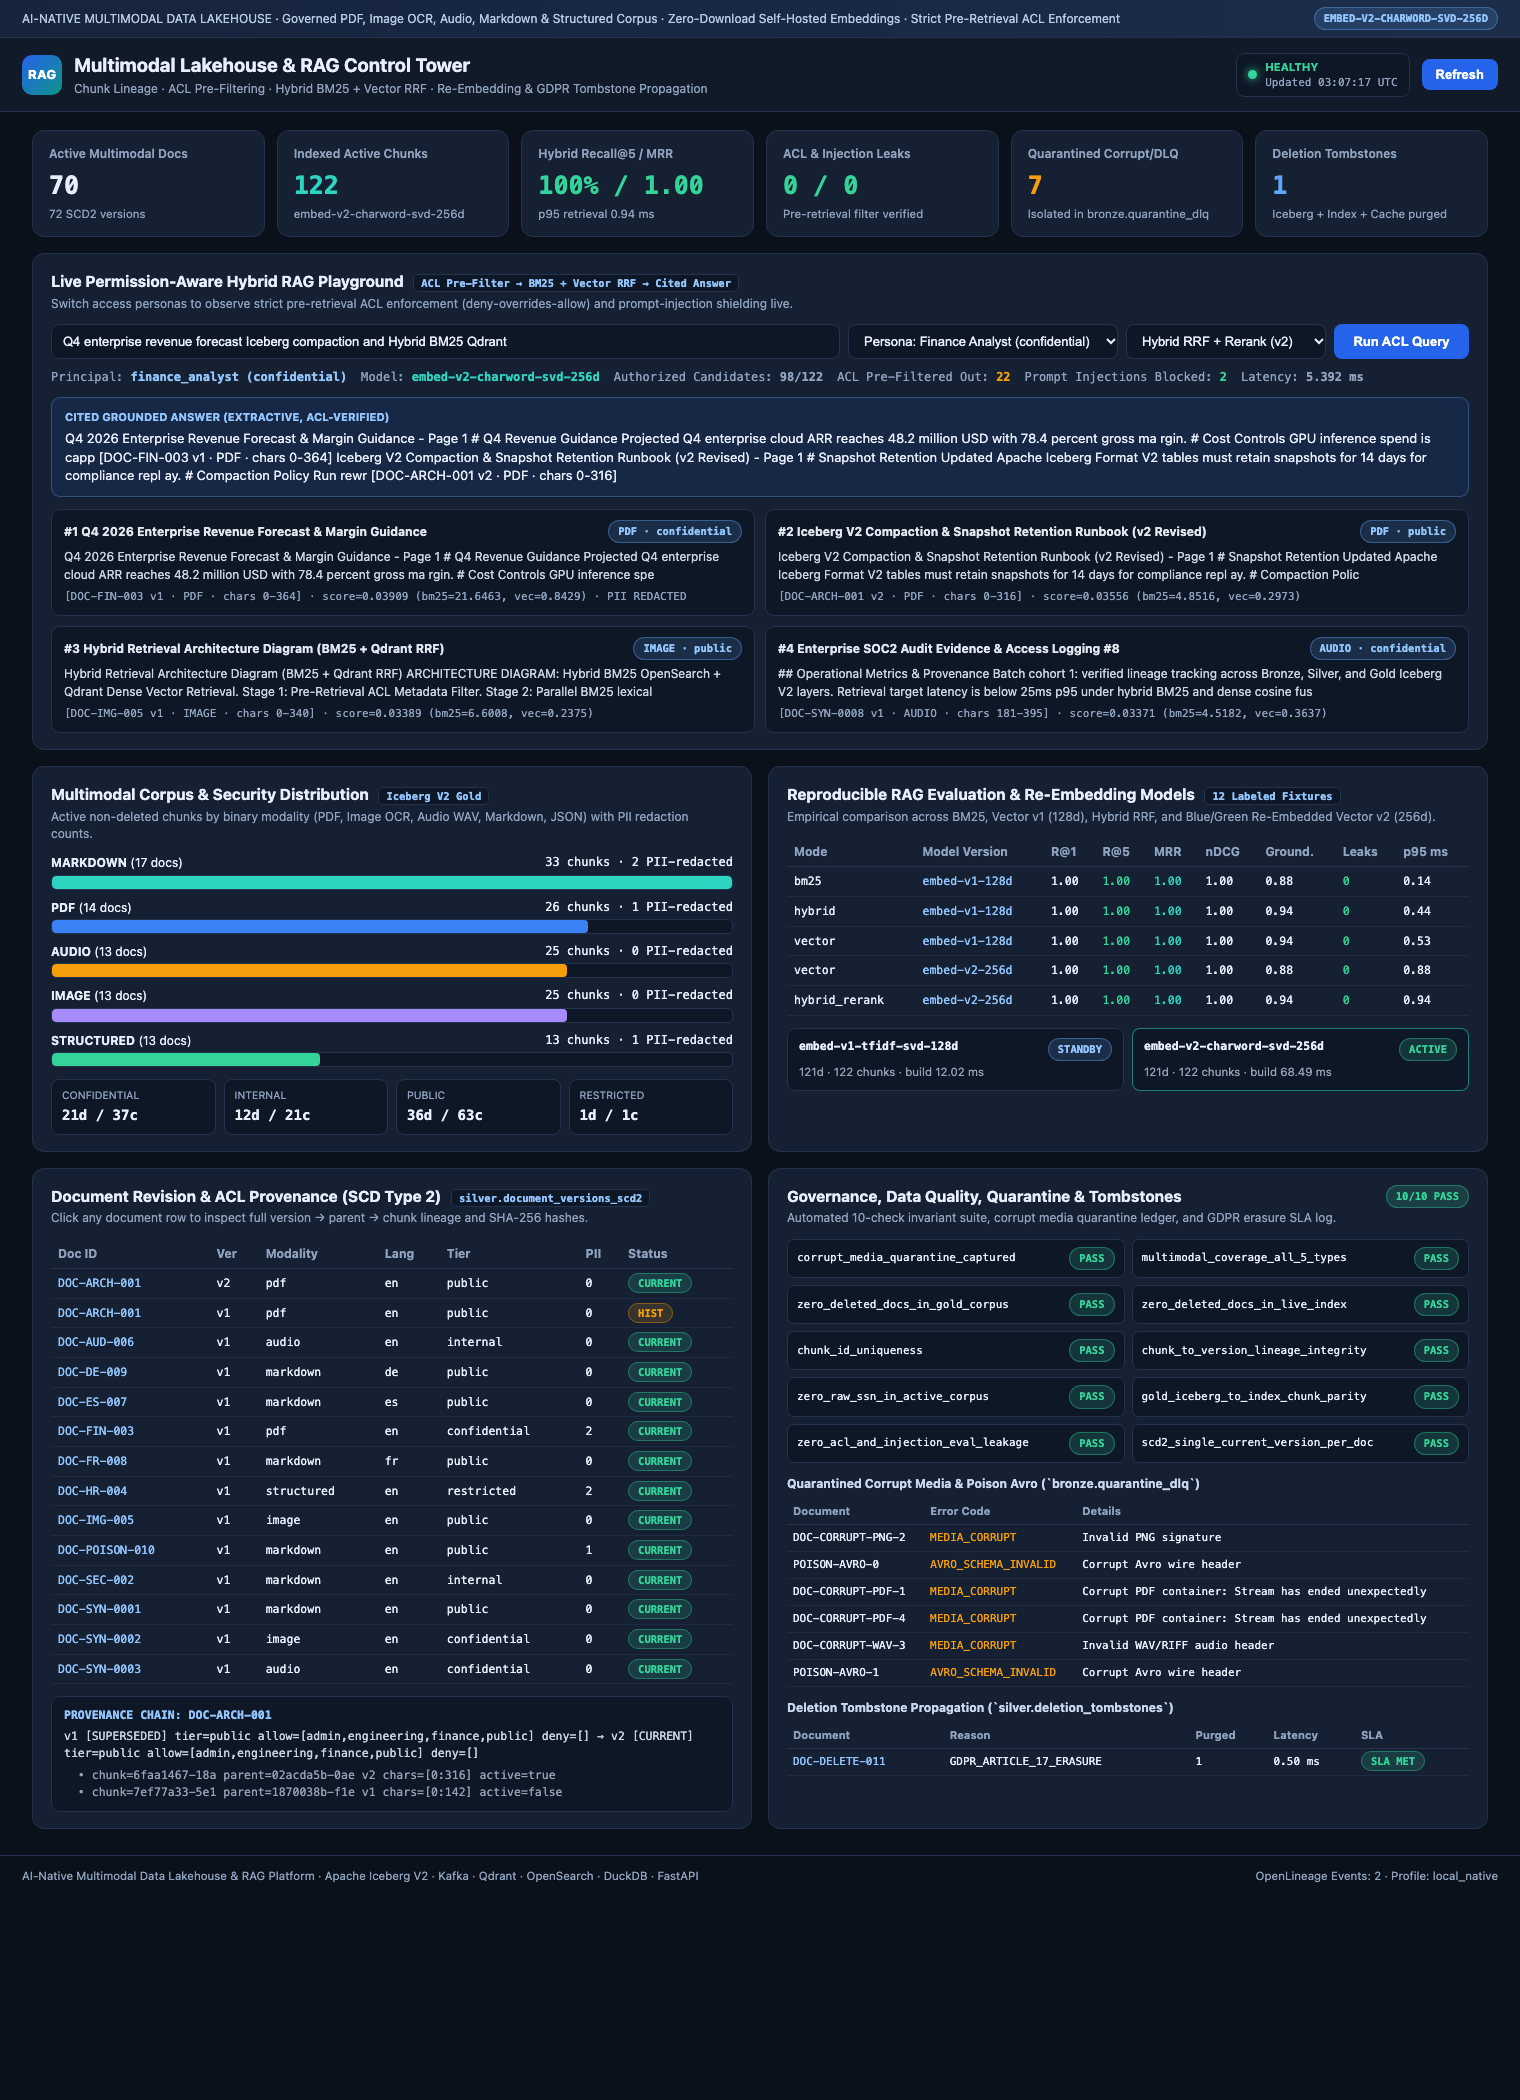 AI-NATIVE MULTIMODAL DATA LAKEHOUSE · Governed PDF, Image OCR, Audio, Markdown & Structured Corpus · Zero-Download Self-Hosted Embeddings · Strict Pre-Retrieval ACL Enforcement
EMBED-V2-CHARWORD-SVD-256D
RAG
Multimodal Lakehouse & RAG Control Tower
Chunk Lineage · ACL Pre-Filtering · Hybrid BM25 + Vector RRF · Re-Embedding & GDPR Tombstone Propagation
HEALTHY
Updated 03:07:17 UTC
Refresh
Active Multimodal Docs
70
72 SCD2 versions
Indexed Active Chunks
122
embed-v2-charword-svd-256d
Hybrid Recall@5 / MRR
100% / 1.00
p95 retrieval 0.94 ms
ACL & Injection Leaks
0 / 0
Pre-retrieval filter verified
Quarantined Corrupt/DLQ
7
Isolated in bronze.quarantine_dlq
Deletion Tombstones
1
Iceberg + Index + Cache purged
Live Permission-Aware Hybrid RAG Playground
ACL Pre-Filter → BM25 + Vector RRF → Cited Answer
Switch access personas to observe strict pre-retrieval ACL enforcement (deny-overrides-allow) and prompt-injection shielding live.
Q4 enterprise revenue forecast Iceberg compaction and Hybrid BM25 Qdrant
Persona: Finance Analyst (confidential)
Hybrid RRF + Rerank (v2)
Run ACL Query
Principal: finance_analyst (confidential) Model: embed-v2-charword-svd-256d Authorized Candidates: 98/122 ACL Pre-Filtered Out: 22 Prompt Injections Blocked: 2 Latency: 5.392 ms
CITED GROUNDED ANSWER (EXTRACTIVE, ACL-VERIFIED)
Q4 2026 Enterprise Revenue Forecast & Margin Guidance - Page 1 # Q4 Revenue Guidance Projected Q4 enterprise cloud ARR reaches 48.2 million USD with 78.4 percent gross ma rgin. # Cost Controls GPU inference spend is
capp [DOC-FIN-003 v1 · PDF · chars 0-364] Iceberg V2 Compaction & Snapshot Retention Runbook (v2 Revised) - Page 1 # Snapshot Retention Updated Apache Iceberg Format V2 tables must retain snapshots for 14 days for
compliance repl ay. # Compaction Policy Run rewr [DOC-ARCH-001 v2 · PDF · chars 0-316]
#1 Q4 2026 Enterprise Revenue Forecast & Margin Guidance
PDF · confidential
Q4 2026 Enterprise Revenue Forecast & Margin Guidance - Page 1 # Q4 Revenue Guidance Projected Q4 enterprise
cloud ARR reaches 48.2 million USD with 78.4 percent gross ma rgin. # Cost Controls GPU inference spe
[DOC-FIN-003 v1 · PDF · chars 0-364] · score=0.03909 (bm25=21.6463, vec=0.8429) · PII REDACTED
#2 Iceberg V2 Compaction & Snapshot Retention Runbook (v2 Revised)
PDF · public
Iceberg V2 Compaction & Snapshot Retention Runbook (v2 Revised) - Page 1 # Snapshot Retention Updated Apache
Iceberg Format V2 tables must retain snapshots for 14 days for compliance repl ay. # Compaction Polic
[DOC-ARCH-001 v2 · PDF · chars 0-316] · score=0.03556 (bm25=4.8516, vec=0.2973)
#3 Hybrid Retrieval Architecture Diagram (BM25 + Qdrant RRF)
IMAGE · public
Hybrid Retrieval Architecture Diagram (BM25 + Qdrant RRF) ARCHITECTURE DIAGRAM: Hybrid BM25 OpenSearch +
Qdrant Dense Vector Retrieval. Stage 1: Pre-Retrieval ACL Metadata Filter. Stage 2: Parallel BM25 lexical
[DOC-IMG-005 v1 · IMAGE · chars 0-340] · score=0.03389 (bm25=6.6008, vec=0.2375)
#4 Enterprise SOC2 Audit Evidence & Access Logging #8
AUDIO · confidential
## Operational Metrics & Provenance Batch cohort 1: verified lineage tracking across Bronze, Silver, and Gold Iceberg
V2 layers. Retrieval target latency is below 25ms p95 under hybrid BM25 and dense cosine fus
[DOC-SYN-0008 v1 · AUDIO · chars 181-395] · score=0.03371 (bm25=4.5182, vec=0.3637)
Multimodal Corpus & Security Distribution
Iceberg V2 Gold
Active non-deleted chunks by binary modality (PDF, Image OCR, Audio WAV, Markdown, JSON) with PII redaction
counts.
MARKDOWN (17 docs) 33 chunks · 2 PII-redacted
PDF (14 docs) 26 chunks · 1 PII-redacted
AUDIO (13 docs) 25 chunks · 0 PII-redacted
IMAGE (13 docs) 25 chunks · 0 PII-redacted
STRUCTURED (13 docs) 13 chunks · 1 PII-redacted
CONFIDENTIAL
21d / 37c
INTERNAL
12d / 21c
PUBLIC
36d / 63c
RESTRICTED
1d / 1c
Reproducible RAG Evaluation & Re-Embedding Models
12 Labeled Fixtures
Empirical comparison across BM25, Vector v1 (128d), Hybrid RRF, and Blue/Green Re-Embedded Vector v2 (256d).
Mode Model Version R@1 R@5 MRR nDCG Ground. Leaks p95 ms
bm25 embed-v1-128d 1.00 1.00 1.00 1.00 0.88 0 0.14
hybrid embed-v1-128d 1.00 1.00 1.00 1.00 0.94 0 0.44
vector embed-v1-128d 1.00 1.00 1.00 1.00 0.94 0 0.53
vector embed-v2-256d 1.00 1.00 1.00 1.00 0.88 0 0.88
hybrid_rerank embed-v2-256d 1.00 1.00 1.00 1.00 0.94 0 0.94
embed-v1-tfidf-svd-128d
STANDBY
121d · 122 chunks · build 12.02 ms
embed-v2-charword-svd-256d
ACTIVE
121d · 122 chunks · build 68.49 ms
Document Revision & ACL Provenance (SCD Type 2)
silver.document_versions_scd2
Click any document row to inspect full version → parent → chunk lineage and SHA-256 hashes.
Doc ID Ver Modality Lang Tier PII Status
DOC-ARCH-001 v2 pdf en public 0 CURRENT
DOC-ARCH-001 v1 pdf en public 0 HIST
DOC-AUD-006 v1 audio en internal 0 CURRENT
DOC-DE-009 v1 markdown de public 0 CURRENT
DOC-ES-007 v1 markdown es public 0 CURRENT
DOC-FIN-003 v1 pdf en confidential 2 CURRENT
DOC-FR-008 v1 markdown fr public 0 CURRENT
DOC-HR-004 v1 structured en restricted 2 CURRENT
DOC-IMG-005 v1 image en public 0 CURRENT
DOC-POISON-010 v1 markdown en public 1 CURRENT
DOC-SEC-002 v1 markdown en internal 0 CURRENT
DOC-SYN-0001 v1 markdown en public 0 CURRENT
DOC-SYN-0002 v1 image en confidential 0 CURRENT
DOC-SYN-0003 v1 audio en confidential 0 CURRENT
PROVENANCE CHAIN: DOC-ARCH-001
v1 [SUPERSEDED] tier=public allow=[admin,engineering,finance,public] deny=[] → v2 [CURRENT]
tier=public allow=[admin,engineering,finance,public] deny=[]
• chunk=6faa1467-18a parent=02acda5b-0ae v2 chars=[0:316] active=true
• chunk=7ef77a33-5e1 parent=1870038b-f1e v1 chars=[0:142] active=false
Governance, Data Quality, Quarantine & Tombstones
10/10 PASS
Automated 10-check invariant suite, corrupt media quarantine ledger, and GDPR erasure SLA log.
corrupt_media_quarantine_captured PASS
multimodal_coverage_all_5_types PASS
zero_deleted_docs_in_gold_corpus PASS
zero_deleted_docs_in_live_index PASS
chunk_id_uniqueness PASS
chunk_to_version_lineage_integrity PASS
zero_raw_ssn_in_active_corpus PASS
gold_iceberg_to_index_chunk_parity PASS
zero_acl_and_injection_eval_leakage PASS
scd2_single_current_version_per_doc PASS
Quarantined Corrupt Media & Poison Avro (`bronze.quarantine_dlq`)
Document Error Code Details
DOC-CORRUPT-PNG-2 MEDIA_CORRUPT Invalid PNG signature
POISON-AVRO-0 AVRO_SCHEMA_INVALID Corrupt Avro wire header
DOC-CORRUPT-PDF-1 MEDIA_CORRUPT Corrupt PDF container: Stream has ended unexpectedly
DOC-CORRUPT-PDF-4 MEDIA_CORRUPT Corrupt PDF container: Stream has ended unexpectedly
DOC-CORRUPT-WAV-3 MEDIA_CORRUPT Invalid WAV/RIFF audio header
POISON-AVRO-1 AVRO_SCHEMA_INVALID Corrupt Avro wire header
Deletion Tombstone Propagation (`silver.deletion_tombstones`)
Document Reason Purged Latency SLA
DOC-DELETE-011 GDPR_ARTICLE_17_ERASURE 1 0.50 ms SLA MET
AI-Native Multimodal Data Lakehouse & RAG Platform · Apache Iceberg V2 · Kafka · Qdrant · OpenSearch · DuckDB · FastAPI
OpenLineage Events: 2 · Profile: local_native